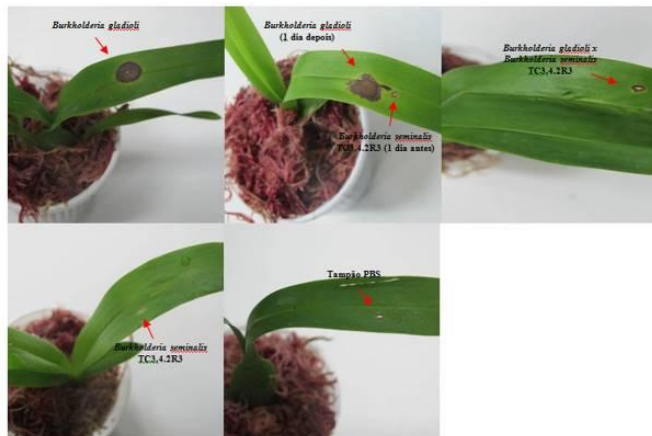 Burkholderia gladioli
Burkholderia gladioli
(1 dia depois)
Burkholderia seminalis
TC3,4.2R3 (1 dia antes)
Burkholderia gladioli x
Burkholderia seminalis
TC3,4.2R3
Burkholderia seminalis
TC3,4.2R3
Tampão PBS